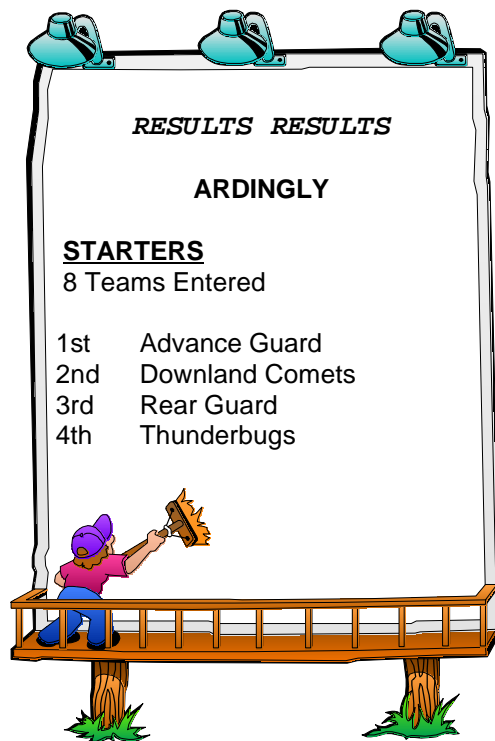 RESULTS RESULTS
ARDINGLY
STARTERS
8 Teams Entered
1st Advance Guard
2nd Downland Comets
3rd Rear Guard
4th Thunderbugs